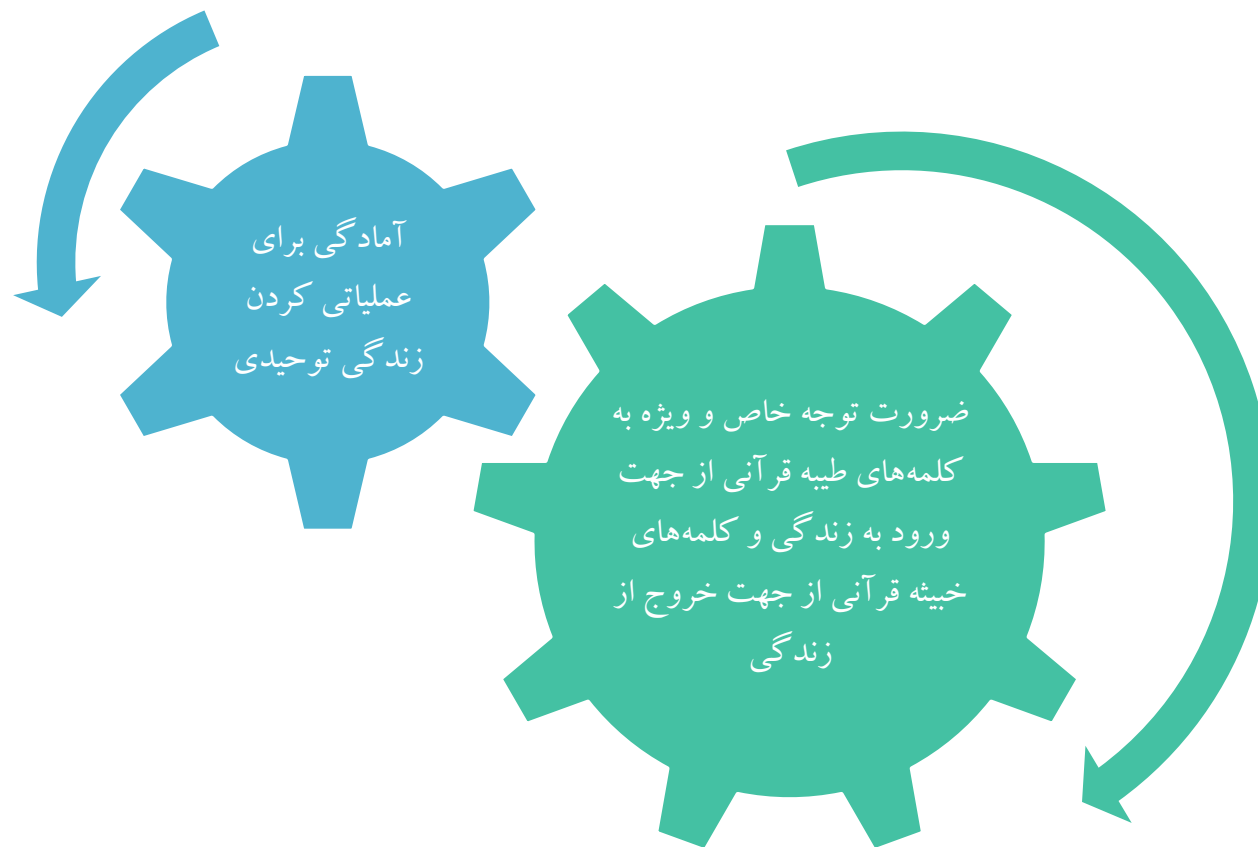 آمادگی برای
عملیاتی کردن
زندگی توحیدی
ضرورت توجه خاص و ویژه به
کلمه‌های طیبه قرآنی از جهت
ورود به زندگی و کلمه‌های
خبیثه قرآنی از جهت خروج از
زندگی